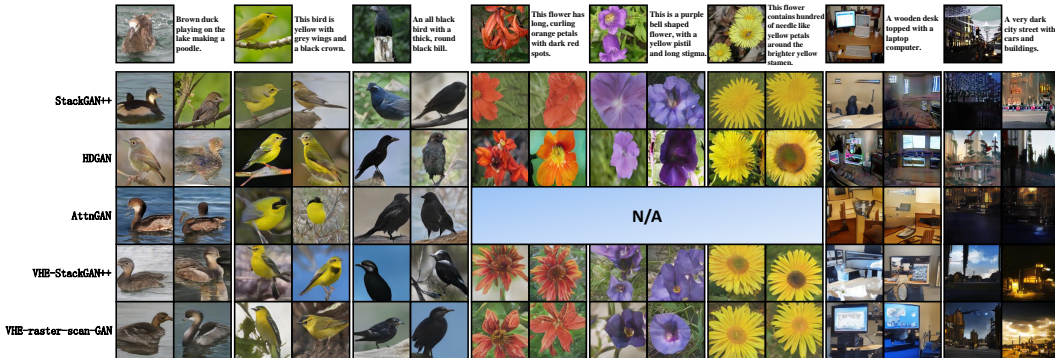 Brown duck
playing on the
lake making a
poodle.
This bird is
yellow with
grey wings and
a black crown.
An all black
bird with a
thick, round
black bill.
This flower has
long, curling
orange petals
with dark red
spots.
This is a purple
bell shaped
flower, with a
yellow pistil
and long stigma.
This flower
contains hundred
of needle like
yellow petals
around the
brighter yellow
stamen.
A wooden desk
topped with a
laptop
computer.
A very dark
city street with
cars and
buildings.
StackGAN++
HDGAN
AttnGAN
N/A
VHE-StackGAN++
VHE-raster-scan-GAN